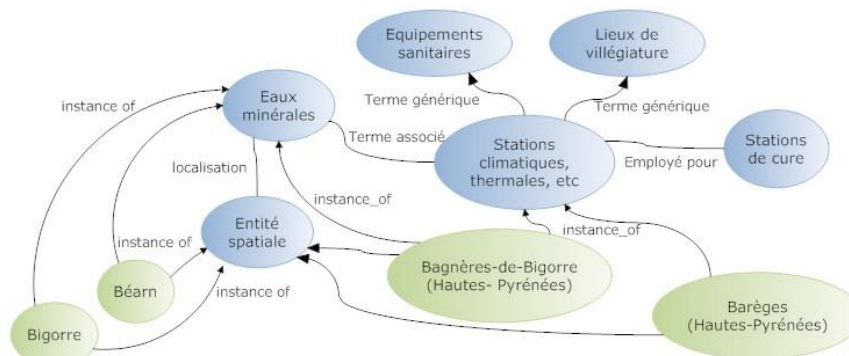 Equipements
sanitaires
Lieux de
villégiature
instance of
Eaux
minérales
Terme générique
Terme générique
Terme associé
Stations
climatiques,
thermales, etc
Employé pour
Stations
de cure
localisation
instance_of
Entité
spatiale
instance of
instance_of
Bagnères-de-Bigorre
(Hautes- Pyrénées)
Béarn
instance of
Barèges
(Hautes-Pyrénées)
Bigorre